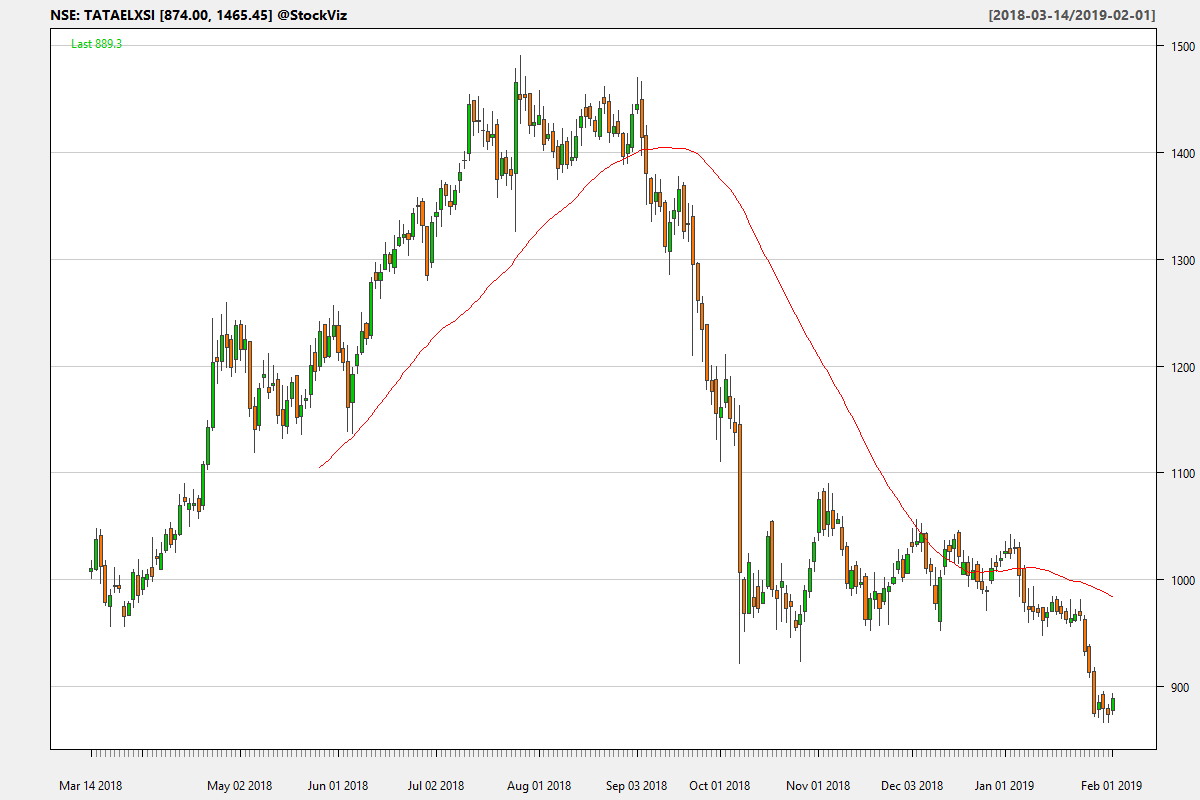 NSE: TATAELXSI [874.00, 1465.45] @StockViz [2018-03-14/2019-02-01]
Last 889.3
1500
1400
1300
1200
1100
1000
900
Mar 14 2018 May 02 2018 Jun 01 2018 Jul 02 2018 Aug 01 2018 Sep 03 2018 Oct 01 2018 Nov 01 2018 Dec 03 2018 Jan 01 2019 Feb 01 2019